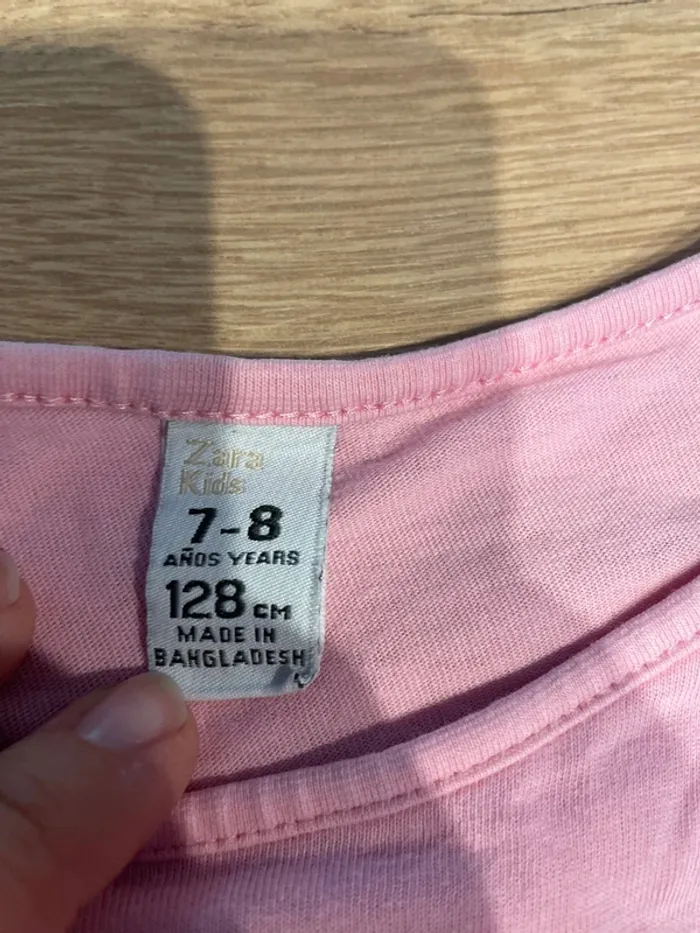 Zara
Kids
7-8
AÑOS YEARS
128 CM
MADE IN
BANGLADESH